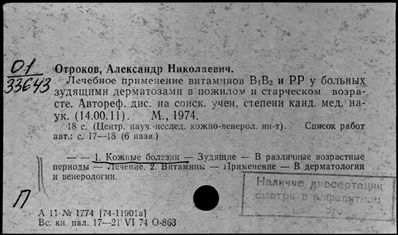 01
33643
Отроков, Александр Николаевич.
Лечебное применение витаминов B₁B₂ и PP у больных
зудящими дерматозами в пожилом и старческом возра-
сте. Автореф. дис. на соиск. учен. степени канд. мед. на-
ук. (14.00.11). М., 1974.
18 с. (Центр. науч.-исслед. кожно-венерол. ин-т). Список работ
авт.: с. 17—18 (6 назв.)
— — 1. Кожные болезни — Зудящие — В различные возрастные
периоды — Лечение. 2. Витамины — Применение — В дерматологии
и венерологии.
П
Наличие диссертации
смотри в алфавитном
А 11 № 1774 [74-11901а]
Вс. кн. пал. 17—21 VI 74 О-863